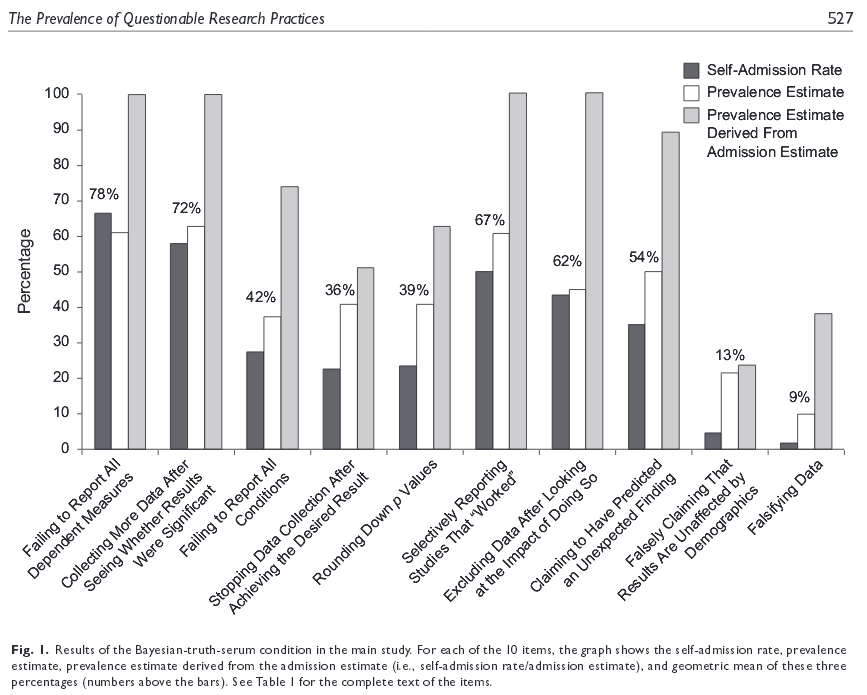 The Prevalence of Questionable Research Practices
527
Self-Admission Rate
Prevalence Estimate
Prevalence Estimate
Derived From
Admission Estimate
Percentage
100
90
80
70
60
50
40
30
20
10
0
78%
72%
42%
36%
39%
67%
62%
54%
13%
9%
Failing to Report All
Dependent Measures
Collecting More Data After
Seeing Whether Results
Were Significant
Failing to Report All
Conditions
Stopping Data Collection After
Achieving the Desired Result
Rounding Down p Values
Selectively Reporting
Studies That "Worked"
Excluding Data After Looking
at the Impact of Doing So
Claiming to Have Predicted
an Unexpected Finding
Falsely Claiming That
Results Are Unaffected by
Demographics
Falsifying Data
Fig. 1. Results of the Bayesian-truth-serum condition in the main study. For each of the 10 items, the graph shows the self-admission rate, prevalence
estimate, prevalence estimate derived from the admission estimate (i.e., self-admission rate/admission estimate), and geometric mean of these three
percentages (numbers above the bars). See Table 1 for the complete text of the items.